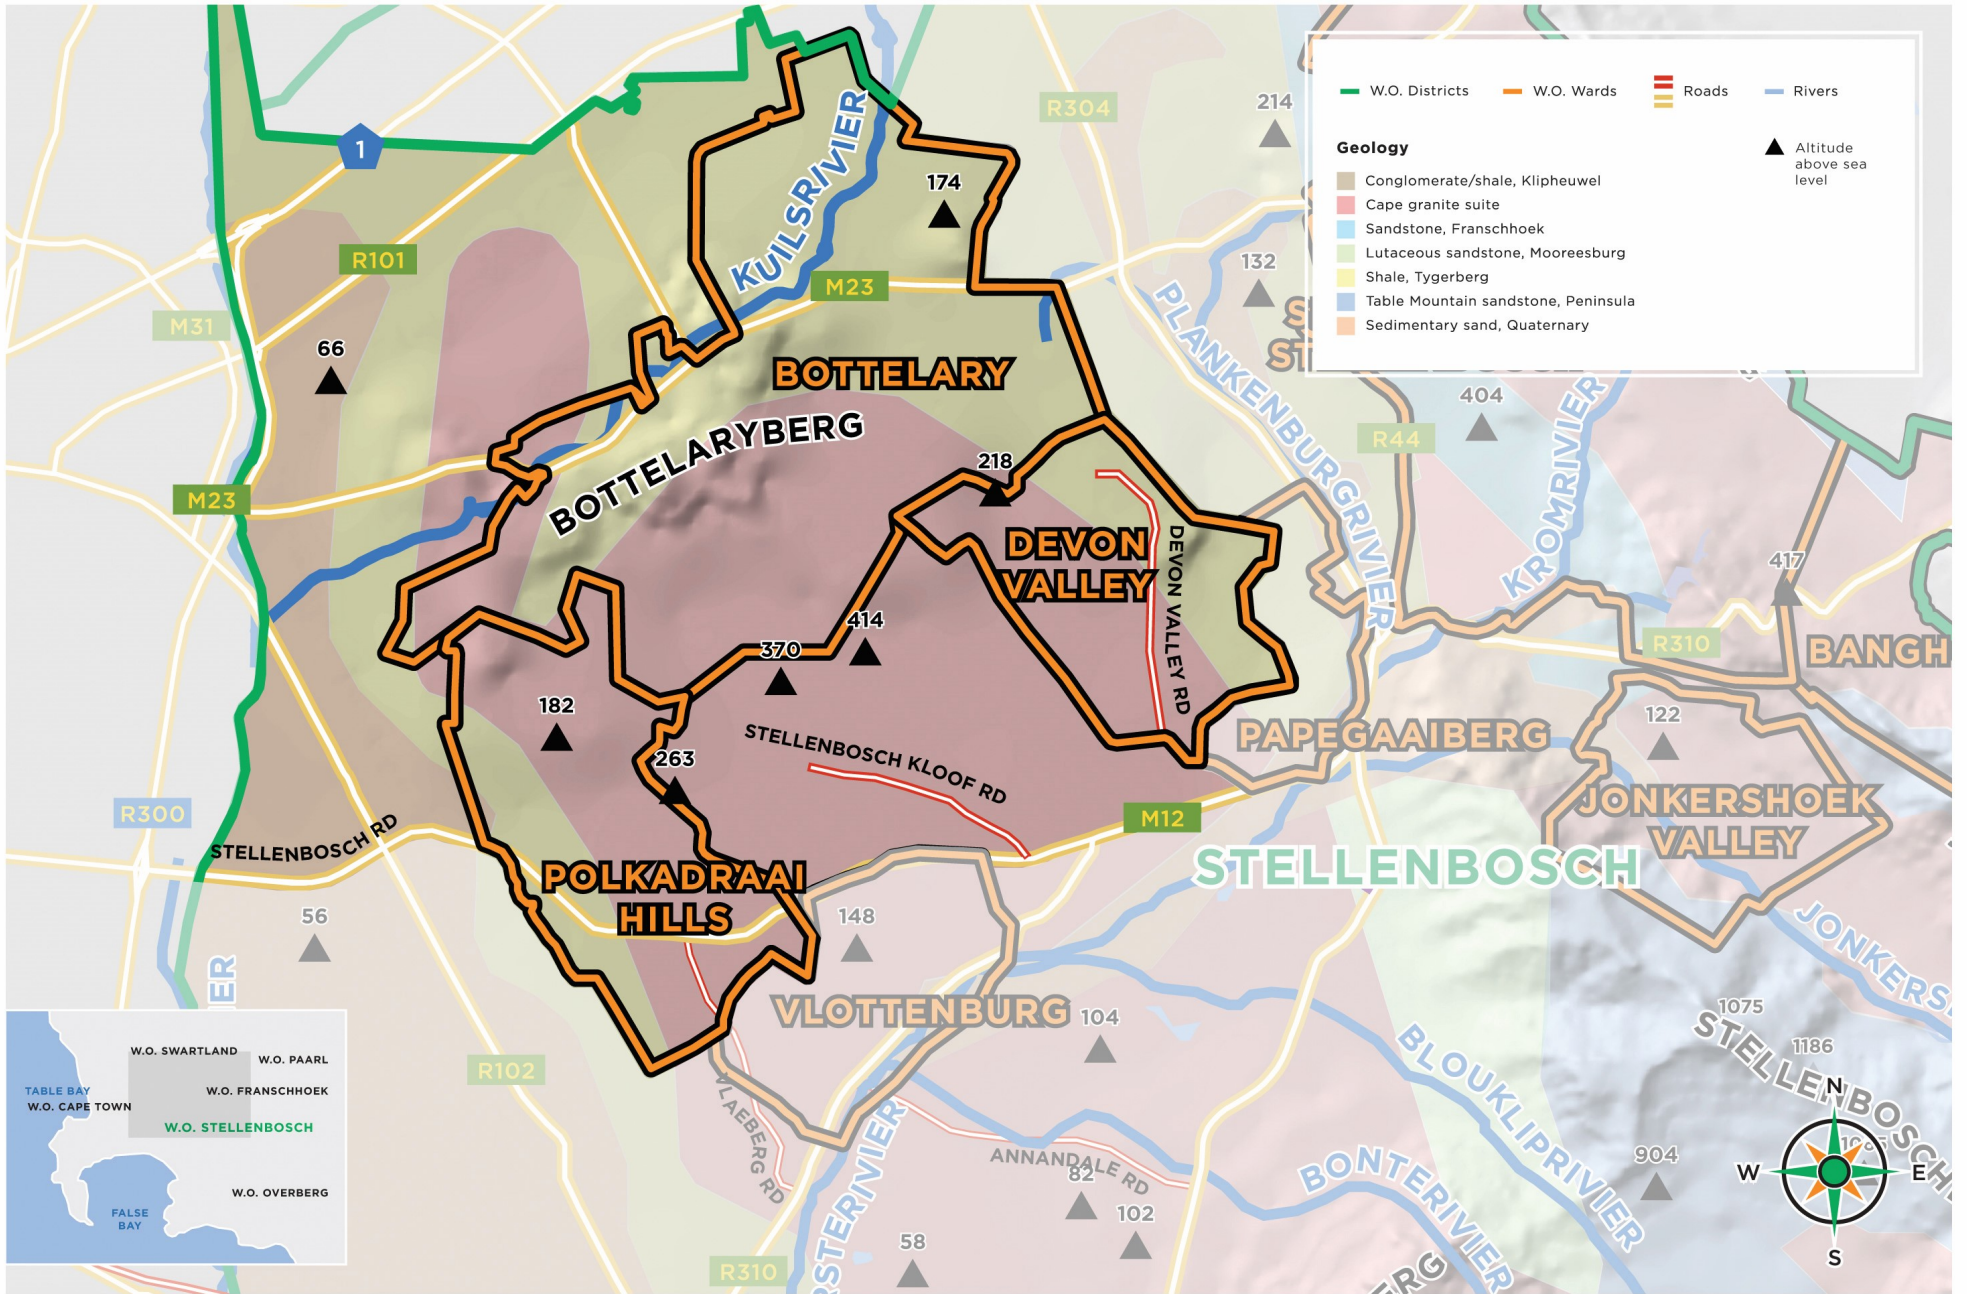 W.O. Districts
W.O. Wards
Roads
Rivers
Geology
Conglomerate/shale, Klipheuwel
Cape granite suite
Sandstone, Franschhoek
Lutaceous sandstone, Mooreesburg
Shale, Tygerberg
Table Mountain sandstone, Peninsula
Sedimentary sand, Quaternary
Altitude
above sea
level
1
R304
214
174
KUILSRIVIER
R101
M23
132
M31
66
PLANKENBURGRIVIER
BOTTELARY
BOTTELARYBERG
404
R44
KROMRIVIER
M23
218
DEVON
VALLEY
DEVON VALLEY RD
417
R310
BANGH
414
370
182
263
STELLENBOSCH KLOOF RD
PAPEGAAIBERG
122
JONKERSHOEK
VALLEY
R300
STELLENBOSCH RD
M12
STELLENBOSCH
POLKADRAAI
HILLS
56
148
VLOTTENBURG
104
JONKERS
1075
STELLENBOSCH
1186
R102
BLOUKLIPRIVIER
VLAEBERG RD
ANNANDALE RD
82
102
58
R310
BONTERIVIER
904
ERG
RSTERIVIER
IER
N
W
E
S
W.O. SWARTLAND
W.O. PAARL
TABLE BAY
W.O. FRANSCHHOEK
W.O. CAPE TOWN
W.O. STELLENBOSCH
W.O. OVERBERG
FALSE
BAY